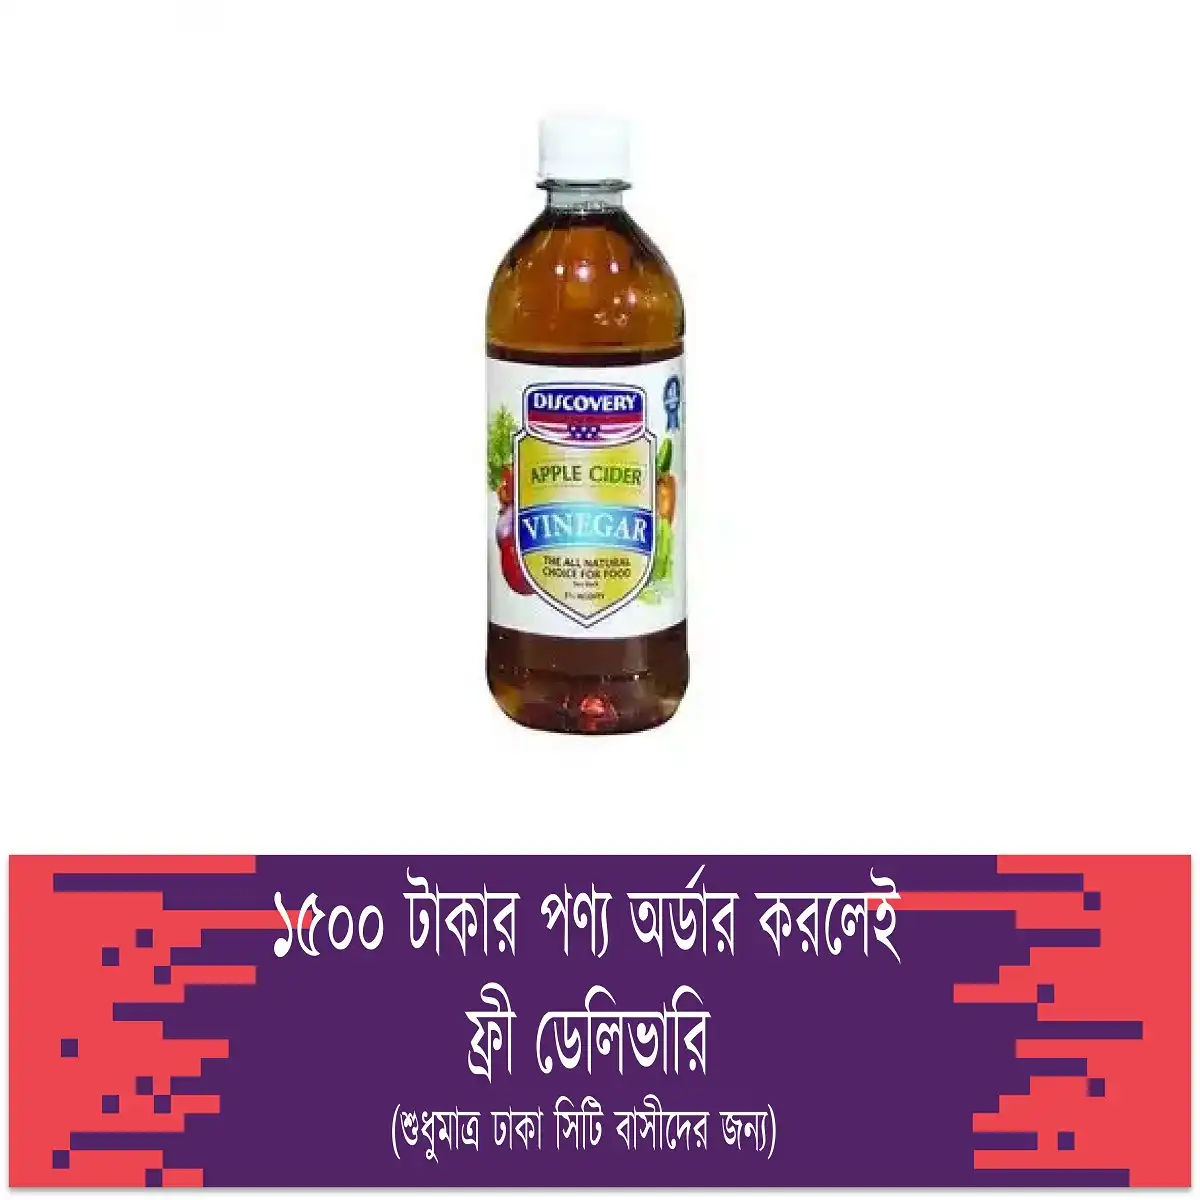 DISCOVERY
APPLE CIDER
VINEGAR
THE ALL NATURAL
CHOICE FOR FOOD
১৫০০ টাকার পণ্য অর্ডার করলেই
ফ্রী ডেলিভারি
(শুধুমাত্র ঢাকা সিটি বাসীদের জন্য)